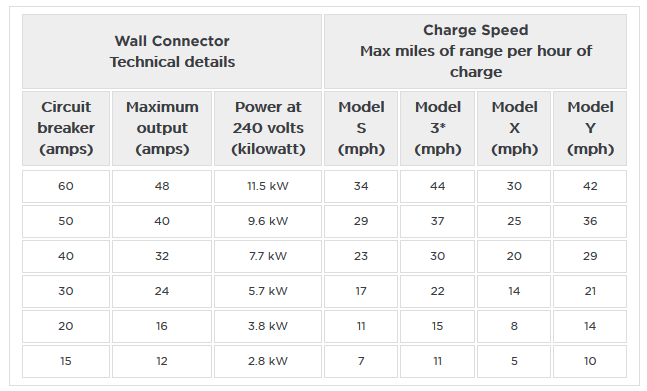 Wall Connector
Technical details
Charge Speed
Max miles of range per hour of
charge
Circuit breaker (amps) Maximum output (amps) Power at 240 volts (kilowatt) Model S (mph) Model 3* (mph) Model X (mph) Model Y (mph)
60 48 11.5 kW 34 44 30 42
50 40 9.6 kW 29 37 25 36
40 32 7.7 kW 23 30 20 29
30 24 5.7 kW 17 22 14 21
20 16 3.8 kW 11 15 8 14
15 12 2.8 kW 7 11 5 10